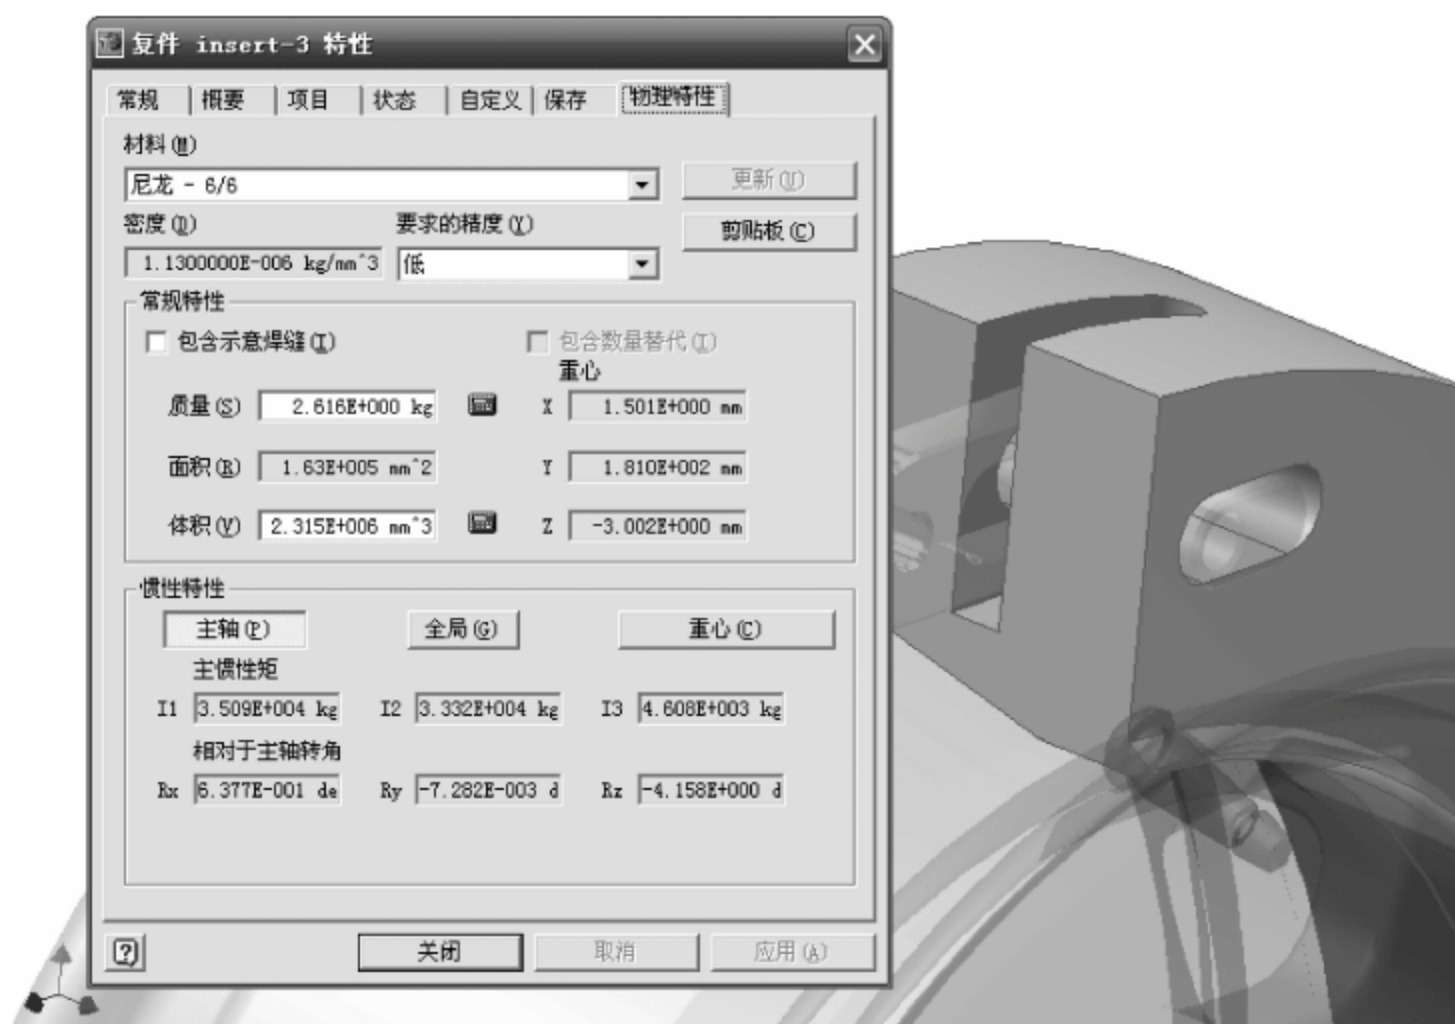 复件 insert-3 特性
常规 概要 项目 状态 自定义 保存 物理特性
材料(M)
尼龙 - 6/6 更新(U)
密度(D) 要求的精度(Y) 剪贴板(C)
1.1300000E-006 kg/mm^3 低
常规特性
包含示意焊缝(I) 包含数量替代(I)
重心
质量(S) 2.616E+000 kg X 1.501E+000 mm
面积(R) 1.63E+005 mm^2 Y 1.810E+002 mm
体积(V) 2.315E+006 mm^3 Z -3.002E+000 mm
惯性特性
主轴(P) 全局(G) 重心(C)
主惯性矩
I1 3.509E+004 kg I2 3.332E+004 kg I3 4.608E+003 kg
相对于主轴转角
Rx 6.377E-001 de Ry -7.282E-003 d Rz -4.158E+000 d
? 关闭 取消 应用(A)